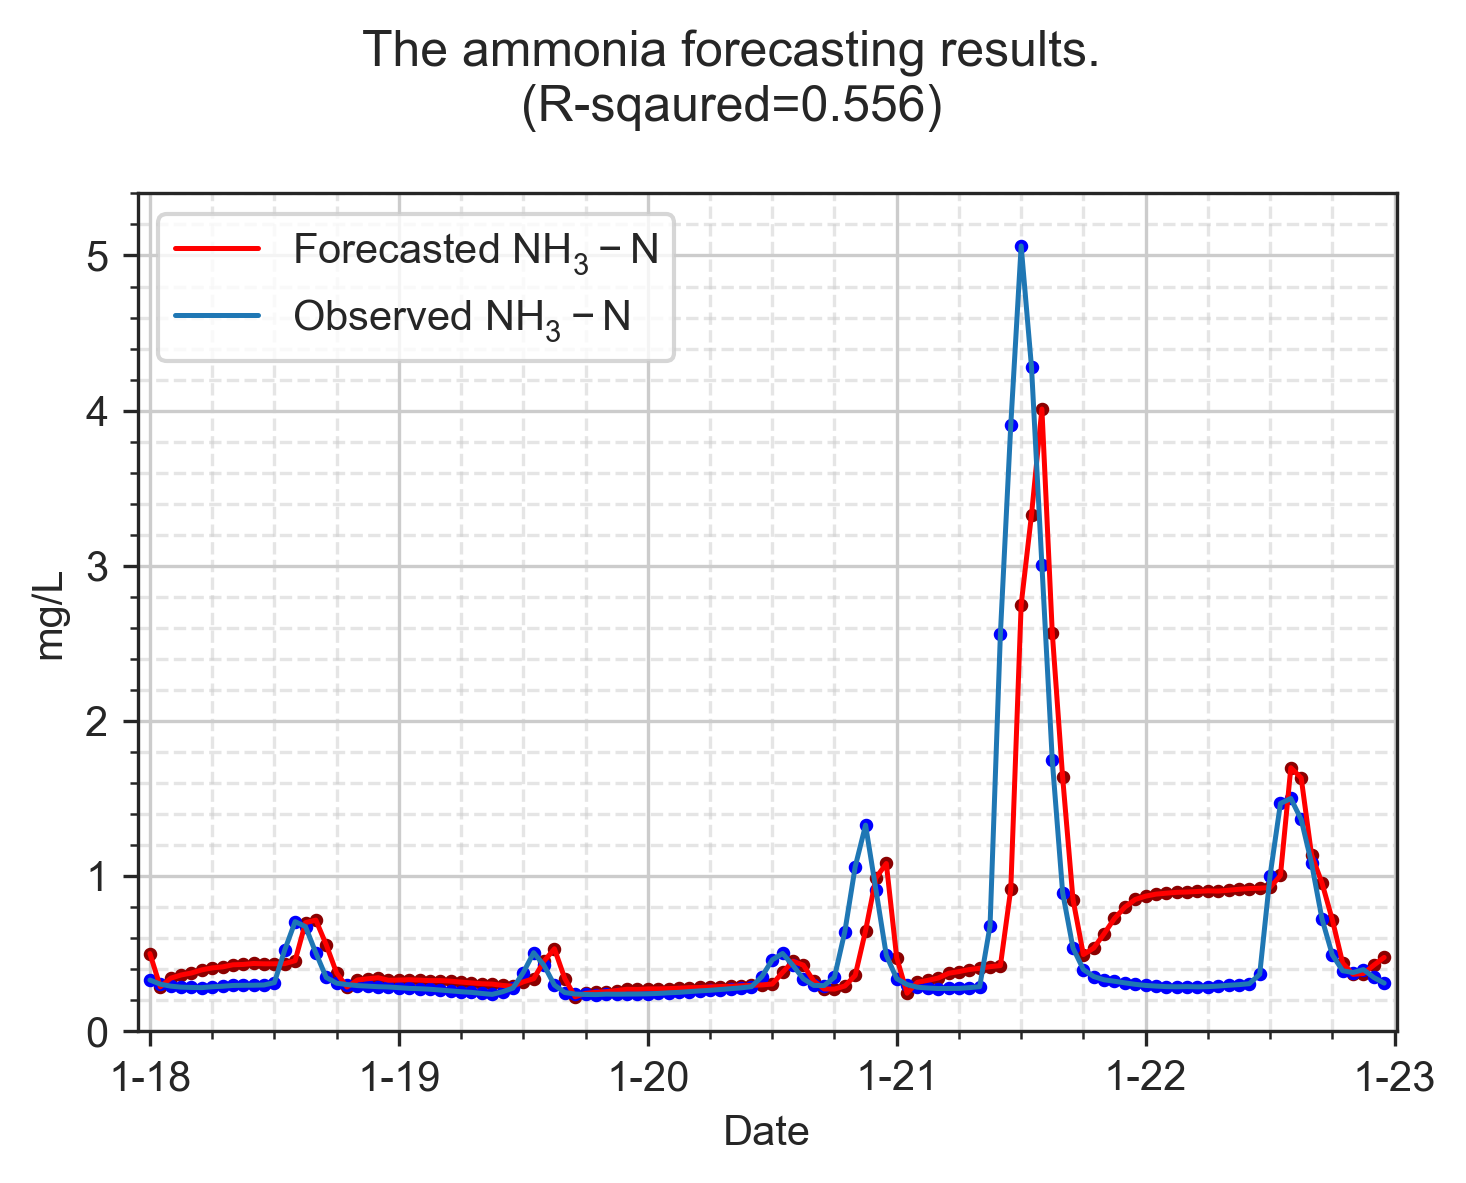 The ammonia forecasting results.
(R-sqaured=0.556)
Forecasted NH₃ − N
Observed NH₃ − N
5
4
3
2
1
0
mg/L
1-18 1-19 1-20 1-21 1-22 1-23
Date